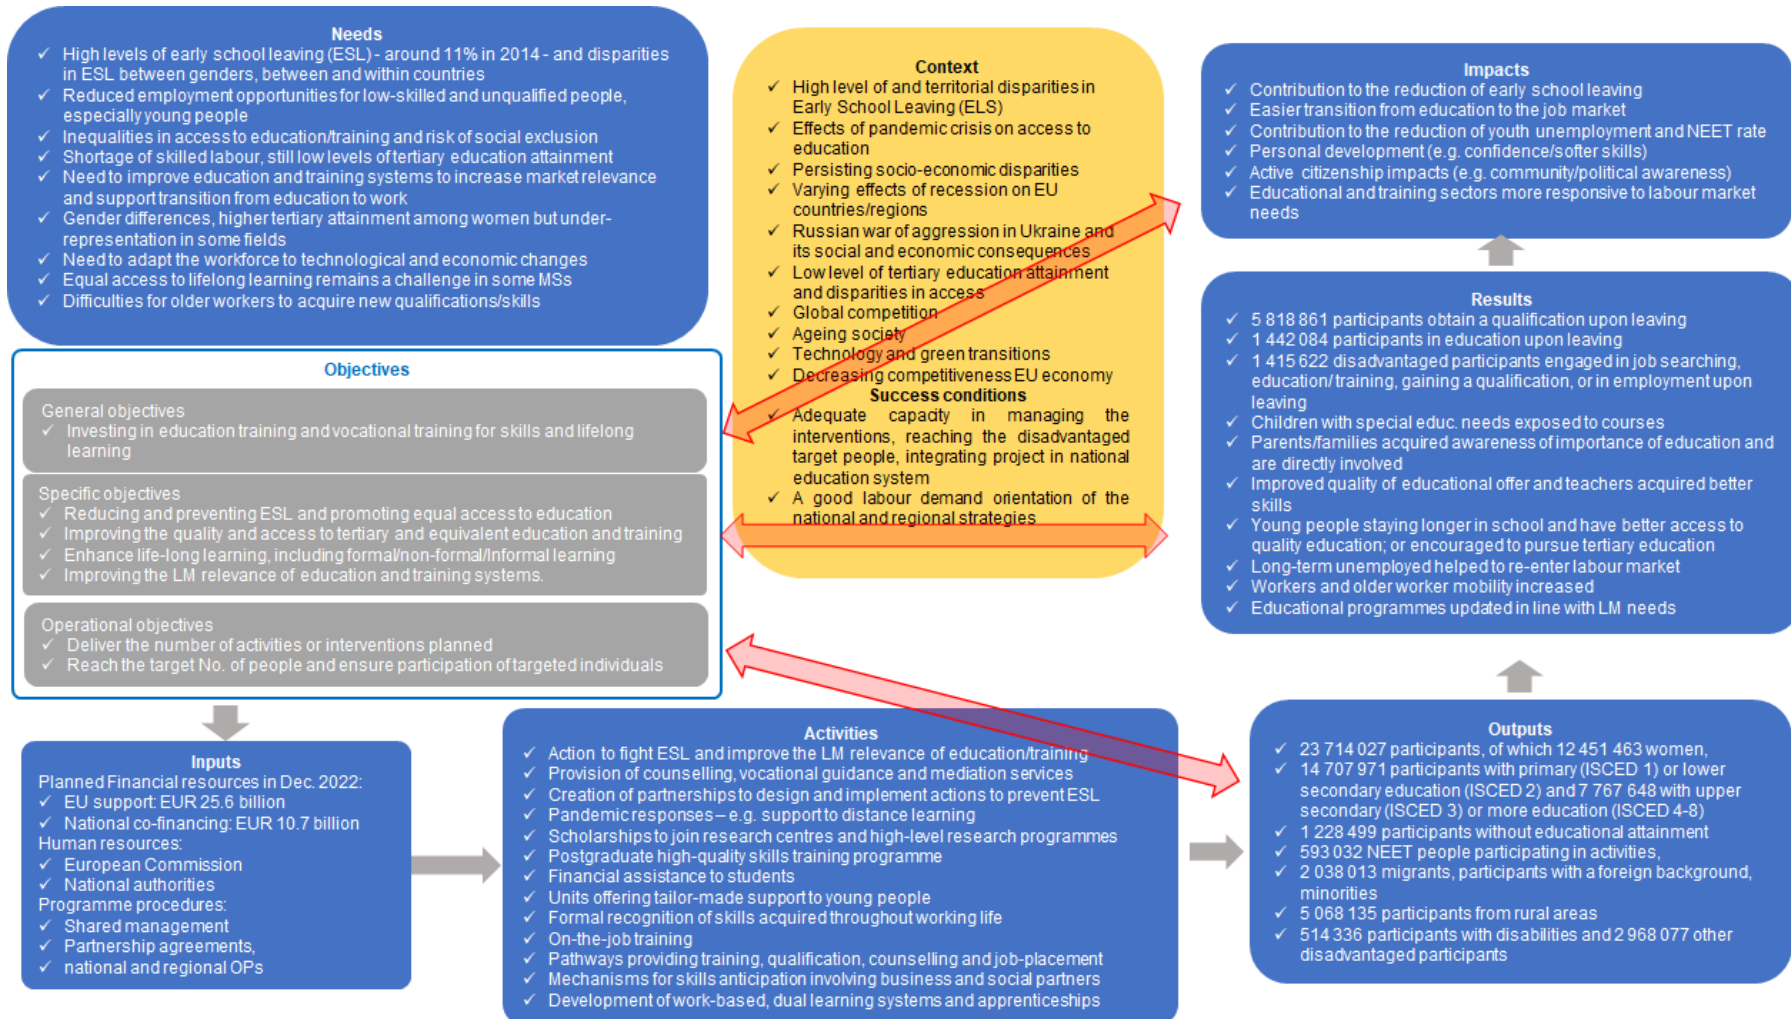 Needs
✓ High levels of early school leaving (ESL) - around 11% in 2014 - and disparities
in ESL between genders, between and within countries
✓ Reduced employment opportunities for low-skilled and unqualified people,
especially young people
✓ Inequalities in access to education/training and risk of social exclusion
✓ Shortage of skilled labour, still low levels of tertiary education attainment
✓ Need to improve education and training systems to increase market relevance
and support transition from education to work
✓ Gender differences, higher tertiary attainment among women but under-
representation in some fields
✓ Need to adapt the workforce to technological and economic changes
✓ Equal access to lifelong learning remains a challenge in some MSs
✓ Difficulties for older workers to acquire new qualifications/skills
Objectives
General objectives
✓ Investing in education training and vocational training for skills and lifelong
learning
Specific objectives
✓ Reducing and preventing ESL and promoting equal access to education
✓ Improving the quality and access to tertiary and equivalent education and training
✓ Enhance life-long learning, including formal/non-formal/Informal learning
✓ Improving the LM relevance of education and training systems.
Operational objectives
✓ Deliver the number of activities or interventions planned
✓ Reach the target No. of people and ensure participation of targeted individuals
Context
✓ High level of and territorial disparities in
Early School Leaving (ELS)
✓ Effects of pandemic crisis on access to
education
✓ Persisting socio-economic disparities
✓ Varying effects of recession on EU
countries/regions
✓ Russian war of aggression in Ukraine and
its social and economic consequences
✓ Low level of tertiary education attainment
and disparities in access
✓ Global competition
✓ Ageing society
✓ Technology and green transitions
✓ Decreasing competitiveness EU economy
Success conditions
✓ Adequate capacity in managing the
interventions, reaching the disadvantaged
target people, integrating project in national
education system
✓ A good labour demand orientation of the
national and regional strategies
Impacts
✓ Contribution to the reduction of early school leaving
✓ Easier transition from education to the job market
✓ Contribution to the reduction of youth unemployment and NEET rate
✓ Personal development (e.g. confidence/softer skills)
✓ Active citizenship impacts (e.g. community/political awareness)
✓ Educational and training sectors more responsive to labour market
needs
Results
✓ 5 818 861 participants obtain a qualification upon leaving
✓ 1 442 084 participants in education upon leaving
✓ 1 415 622 disadvantaged participants engaged in job searching,
education/ training, gaining a qualification, or in employment upon
leaving
✓ Children with special educ. needs exposed to courses
✓ Parents/families acquired awareness of importance of education and
are directly involved
✓ Improved quality of educational offer and teachers acquired better
skills
✓ Young people staying longer in school and have better access to
quality education; or encouraged to pursue tertiary education
✓ Long-term unemployed helped to re-enter labour market
✓ Workers and older worker mobility increased
✓ Educational programmes updated in line with LM needs
Inputs
Planned Financial resources in Dec. 2022:
✓ EU support: EUR 25.6 billion
✓ National co-financing: EUR 10.7 billion
Human resources:
✓ European Commission
✓ National authorities
Programme procedures:
✓ Shared management
✓ Partnership agreements,
✓ national and regional OPs
Activities
✓ Action to fight ESL and improve the LM relevance of education/training
✓ Provision of counselling, vocational guidance and mediation services
✓ Creation of partnerships to design and implement actions to prevent ESL
✓ Pandemic responses – e.g. support to distance learning
✓ Scholarships to join research centres and high-level research programmes
✓ Postgraduate high-quality skills training programme
✓ Financial assistance to students
✓ Units offering tailor-made support to young people
✓ Formal recognition of skills acquired throughout working life
✓ On-the-job training
✓ Pathways providing training, qualification, counselling and job-placement
✓ Mechanisms for skills anticipation involving business and social partners
✓ Development of work-based, dual learning systems and apprenticeships
Outputs
✓ 23 714 027 participants, of which 12 451 463 women,
✓ 14 707 971 participants with primary (ISCED 1) or lower
secondary education (ISCED 2) and 7 767 648 with upper
secondary (ISCED 3) or more education (ISCED 4-8)
✓ 1 228 499 participants without educational attainment
✓ 593 032 NEET people participating in activities,
✓ 2 038 013 migrants, participants with a foreign background,
minorities
✓ 5 068 135 participants from rural areas
✓ 514 336 participants with disabilities and 2 968 077 other
disadvantaged participants